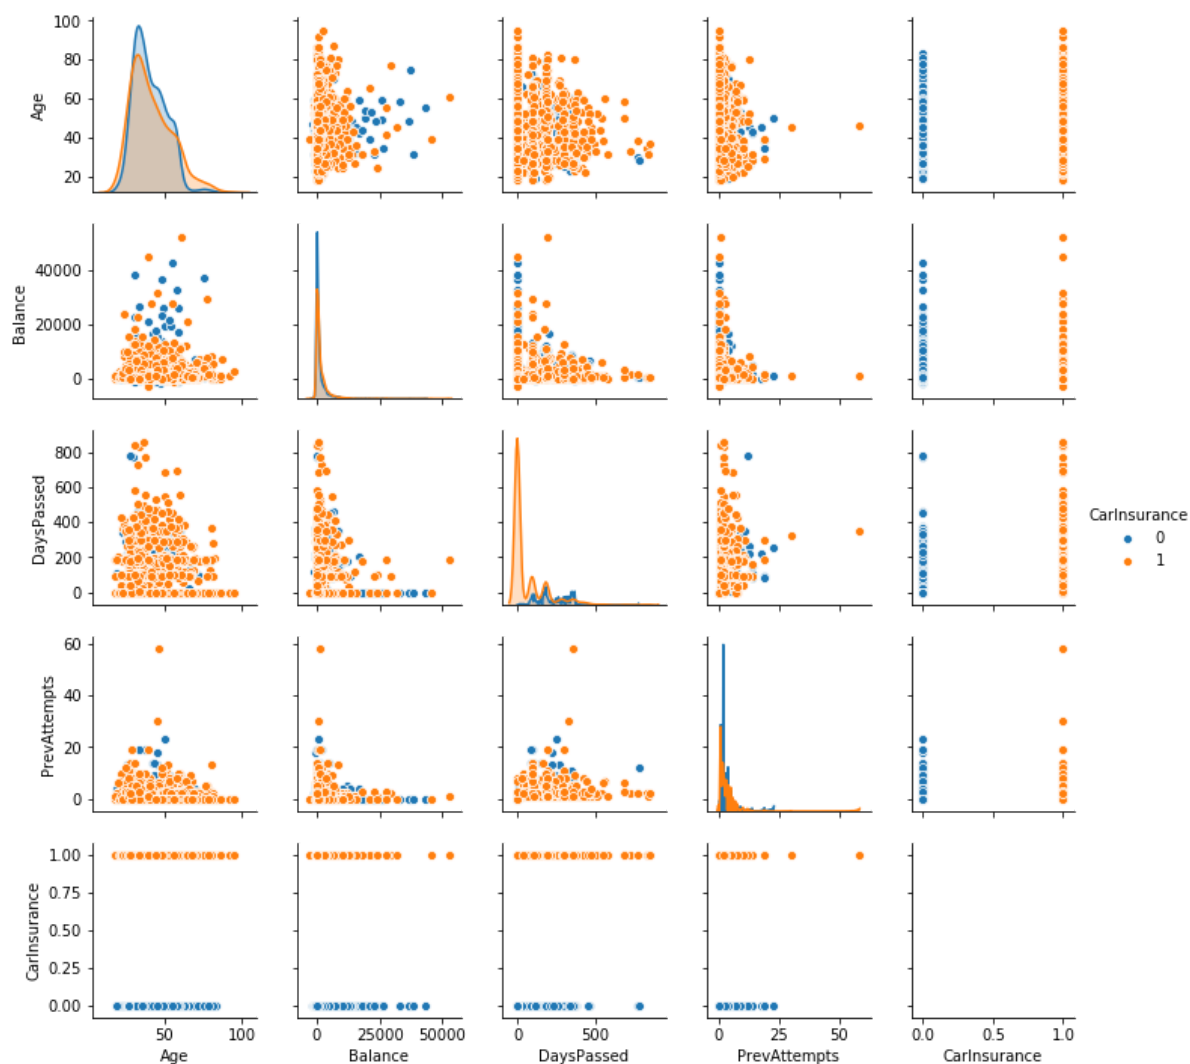 100
80
60
40
20
Age
40000
20000
0
Balance
800
600
400
200
0
DaysPassed
CarInsurance
0
1
60
40
20
0
PrevAttempts
1.00
0.75
0.50
0.25
0.00
CarInsurance
50 100
0 25000 50000
0 500
0 25 50
0.0 0.5 1.0
Age Balance DaysPassed PrevAttempts CarInsurance